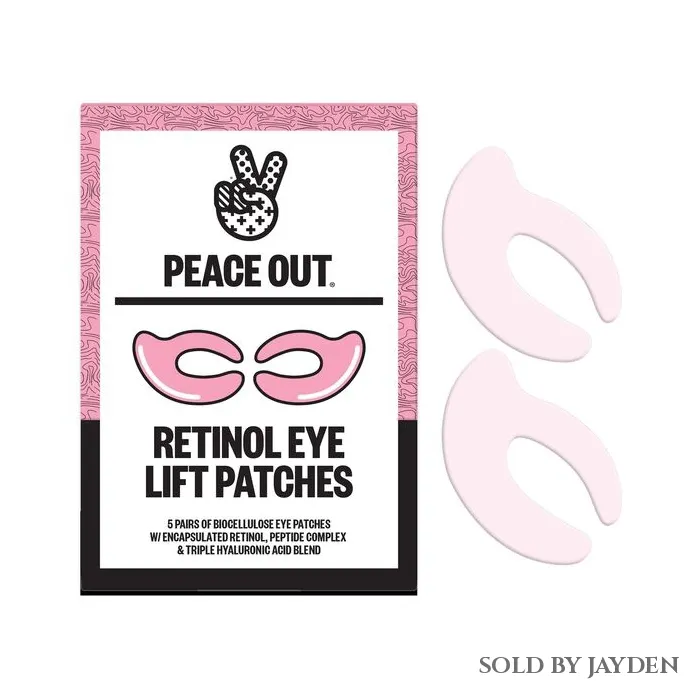 PEACE OUT®
RETINOL EYE
LIFT PATCHES
5 PAIRS OF BIOCELLULOSE EYE PATCHES
W/ ENCAPSULATED RETINOL, PEPTIDE COMPLEX
& TRIPLE HYALURONIC ACID BLEND
SOLD BY JAYDEN